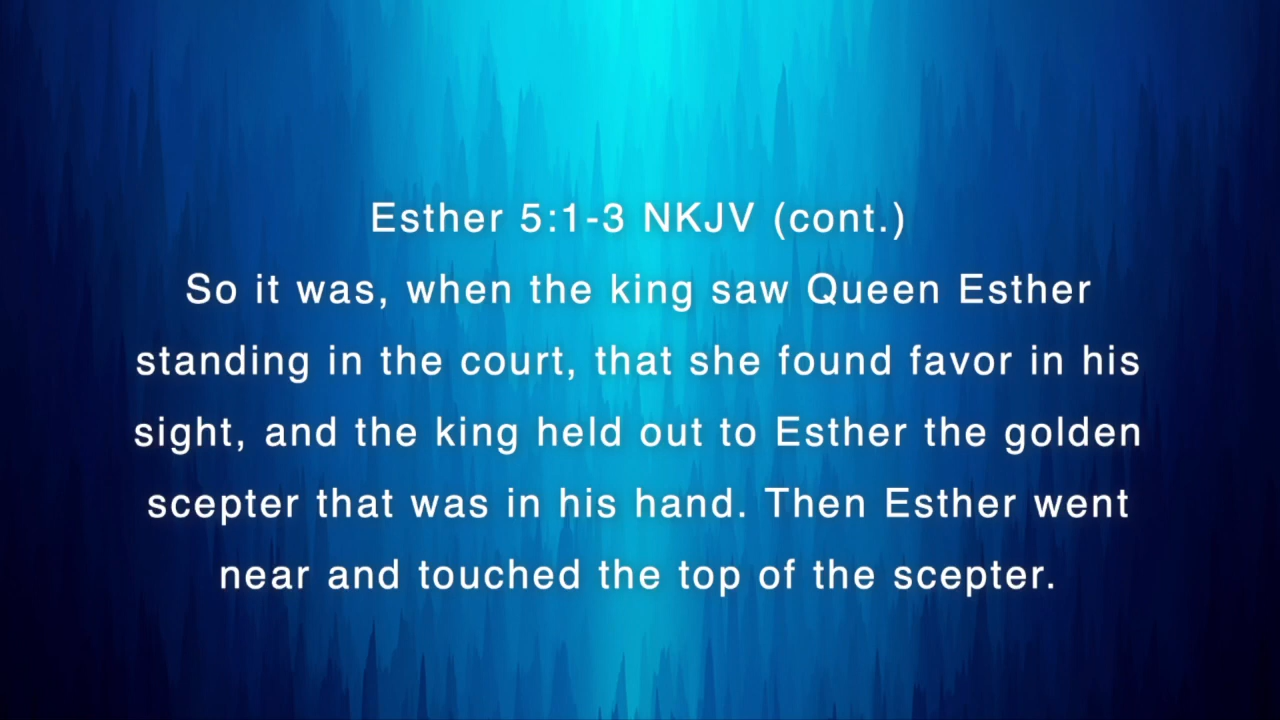 Esther 5:1-3 NKJV (cont.)
So it was, when the king saw Queen Esther
standing in the court, that she found favor in his
sight, and the king held out to Esther the golden
scepter that was in his hand. Then Esther went
near and touched the top of the scepter.